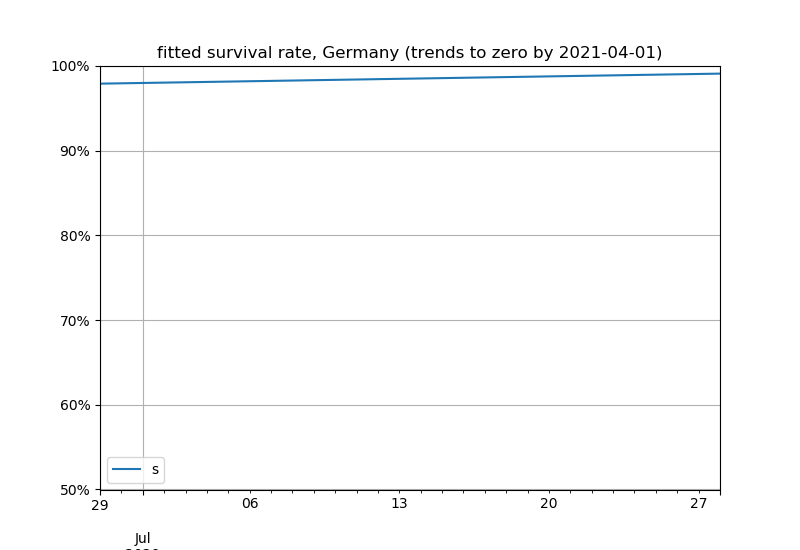 fitted survival rate, Germany (trends to zero by 2021-04-01)
100%
90%
80%
70%
60%
50%
s
29 06 13 20 27
Jul